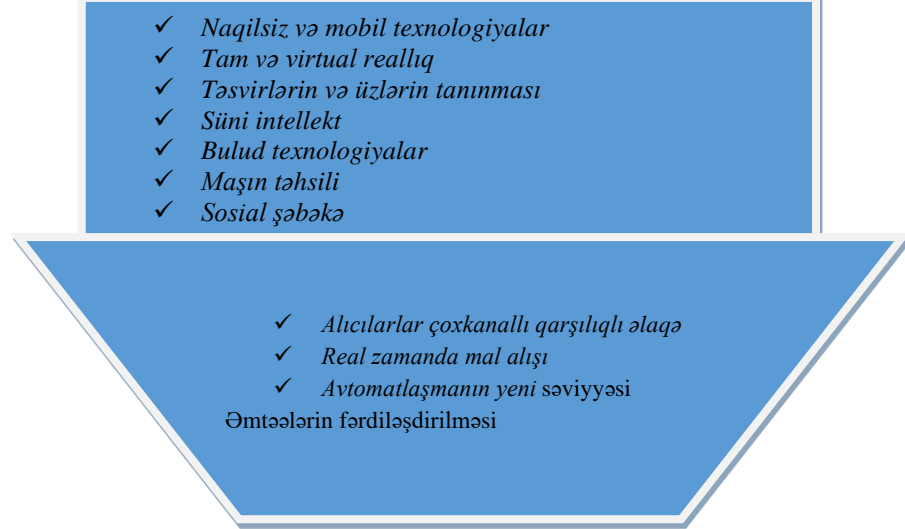 ✓ Naqilsiz və mobil texnologiyalar
✓ Tam və virtual reallıq
✓ Təsvirlərin və üzlərin tanınması
✓ Süni intellekt
✓ Bulud texnologiyalar
✓ Maşın təhsili
✓ Sosial şəbəkə
✓ Alıcılarlar çoxkanallı qarşılıqlı əlaqə
✓ Real zamanda mal alışı
✓ Avtomatlaşmanın yeni səviyyəsi
Əmtəələrin fərdiləşdirilməsi